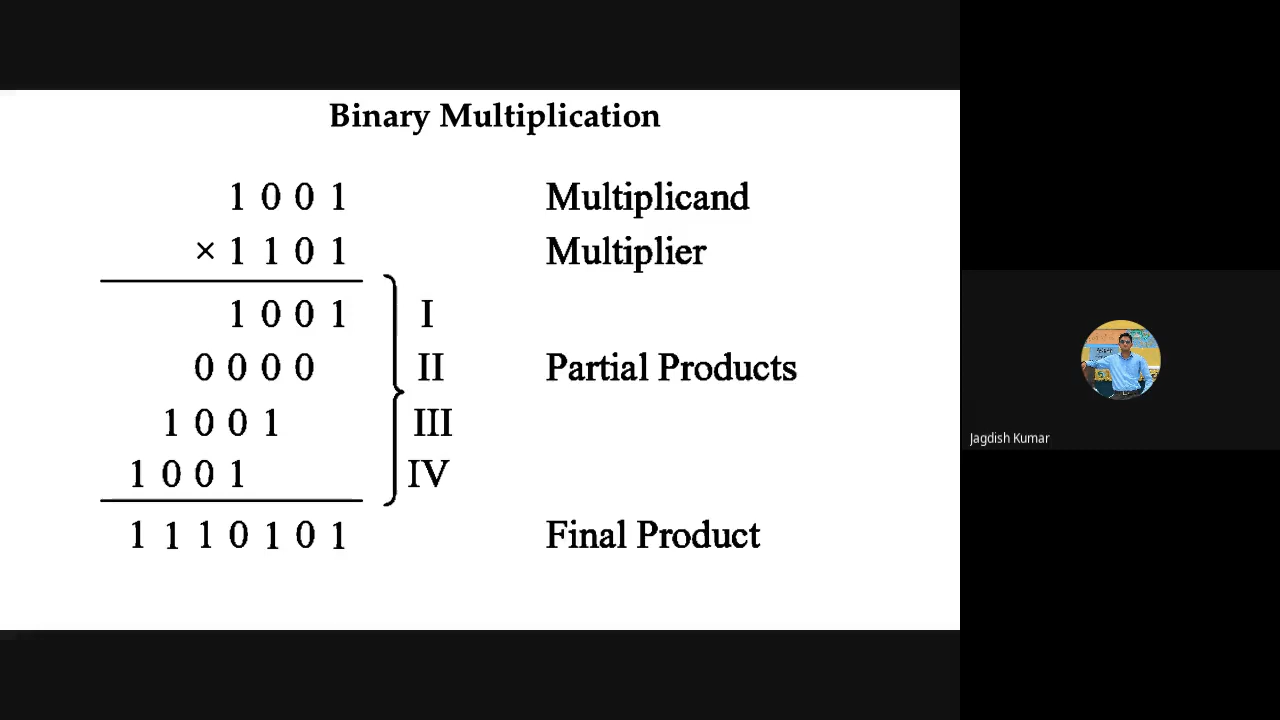 Binary Multiplication
1 0 0 1 Multiplicand
× 1 1 0 1 Multiplier
1 0 0 1 I
0 0 0 0 II Partial Products
1 0 0 1 III
1 0 0 1 IV
1 1 1 0 1 0 1 Final Product
Jagdish Kumar